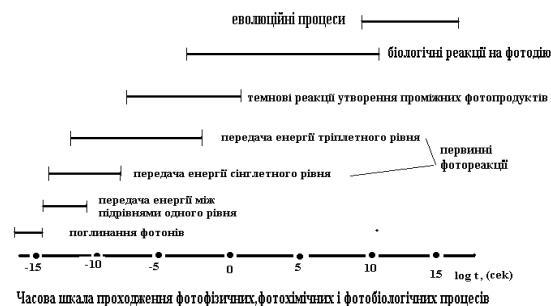 еволюційні процеси
біологічні реакції на фотодію
темнові реакції утворення проміжних фотопродуктів
передача енергії тріплетного рівня
первинні
фотореакції
передача енергії сінглетного рівня
передача енергії між
підрівнями одного рівня
поглинання фотонів
-15 -10 -5 0 5 10 15
log t, (сек)
Часова шкала проходження фотофізичних,фотохімічних і фотобіологічних процесів